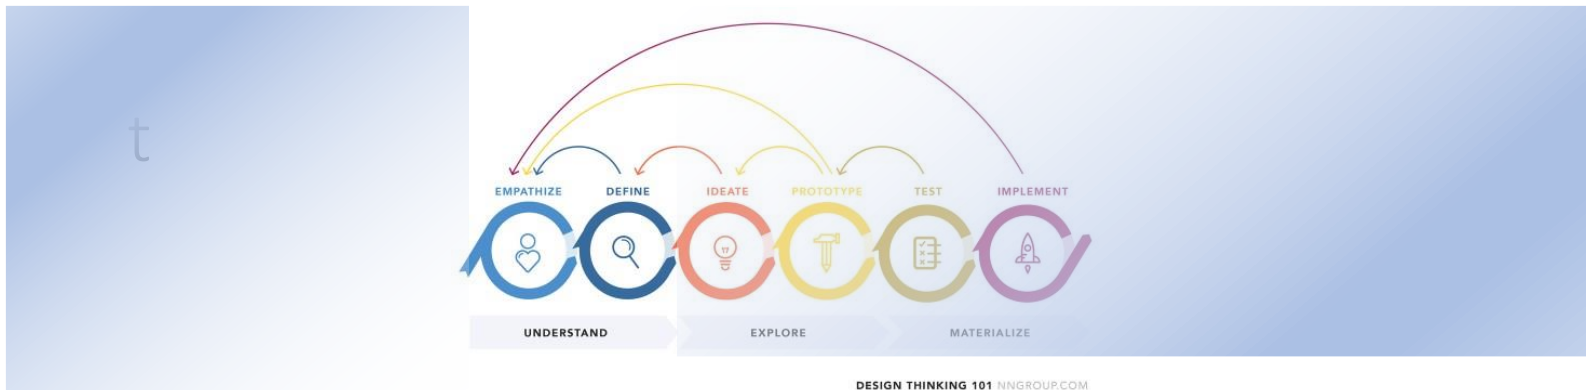 t
EMPATHIZE DEFINE IDEATE PROTOTYPE TEST IMPLEMENT
UNDERSTAND EXPLORE MATERIALIZE
DESIGN THINKING 101 NNGROUP.COM